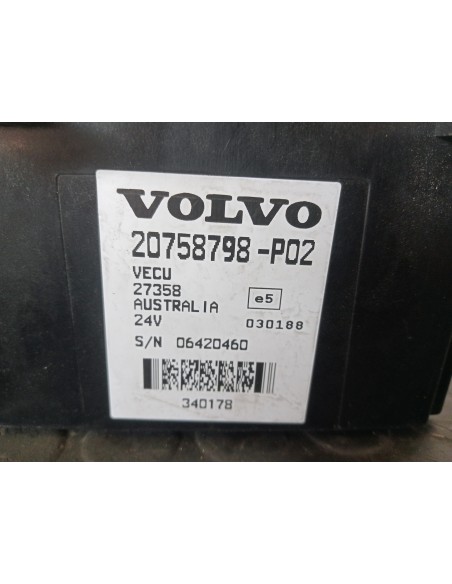 VOLVO
20758798-P02
VECU
27358
AUSTRALIA e5
24V 030188
S/N 06420460
340178